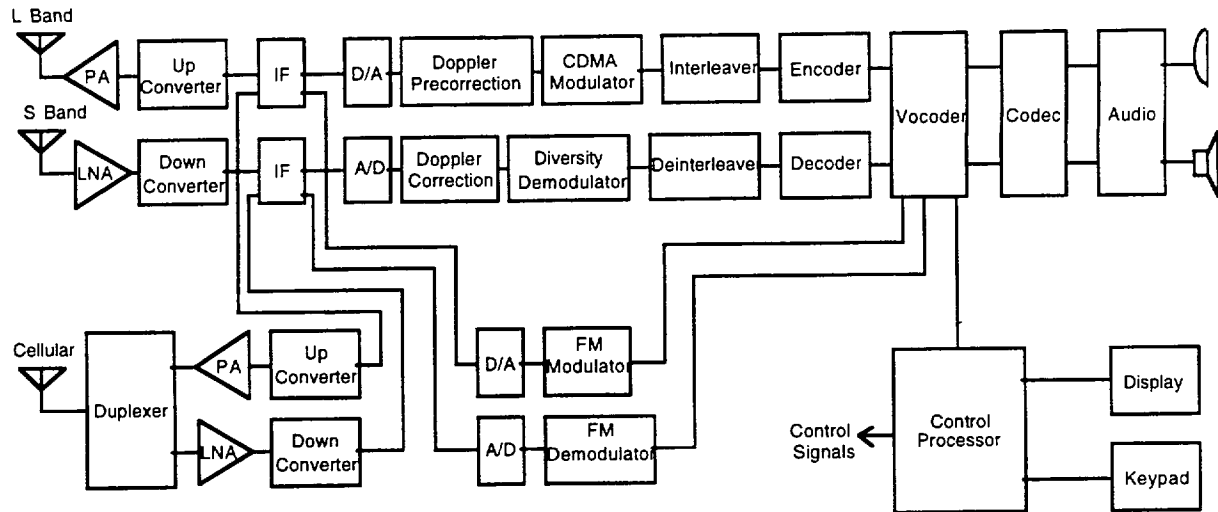 L Band
PA
Up
Converter
IF
D/A
Doppler
Precorrection
CDMA
Modulator
Interleaver
Encoder
Vocoder
Codec
Audio
S Band
LNA
Down
Converter
IF
A/D
Doppler
Correction
Diversity
Demodulator
Deinterleaver
Decoder
Cellular
Duplexer
PA
Up
Converter
D/A
FM
Modulator
LNA
Down
Converter
A/D
FM
Demodulator
Control
Signals
Control
Processor
Display
Keypad